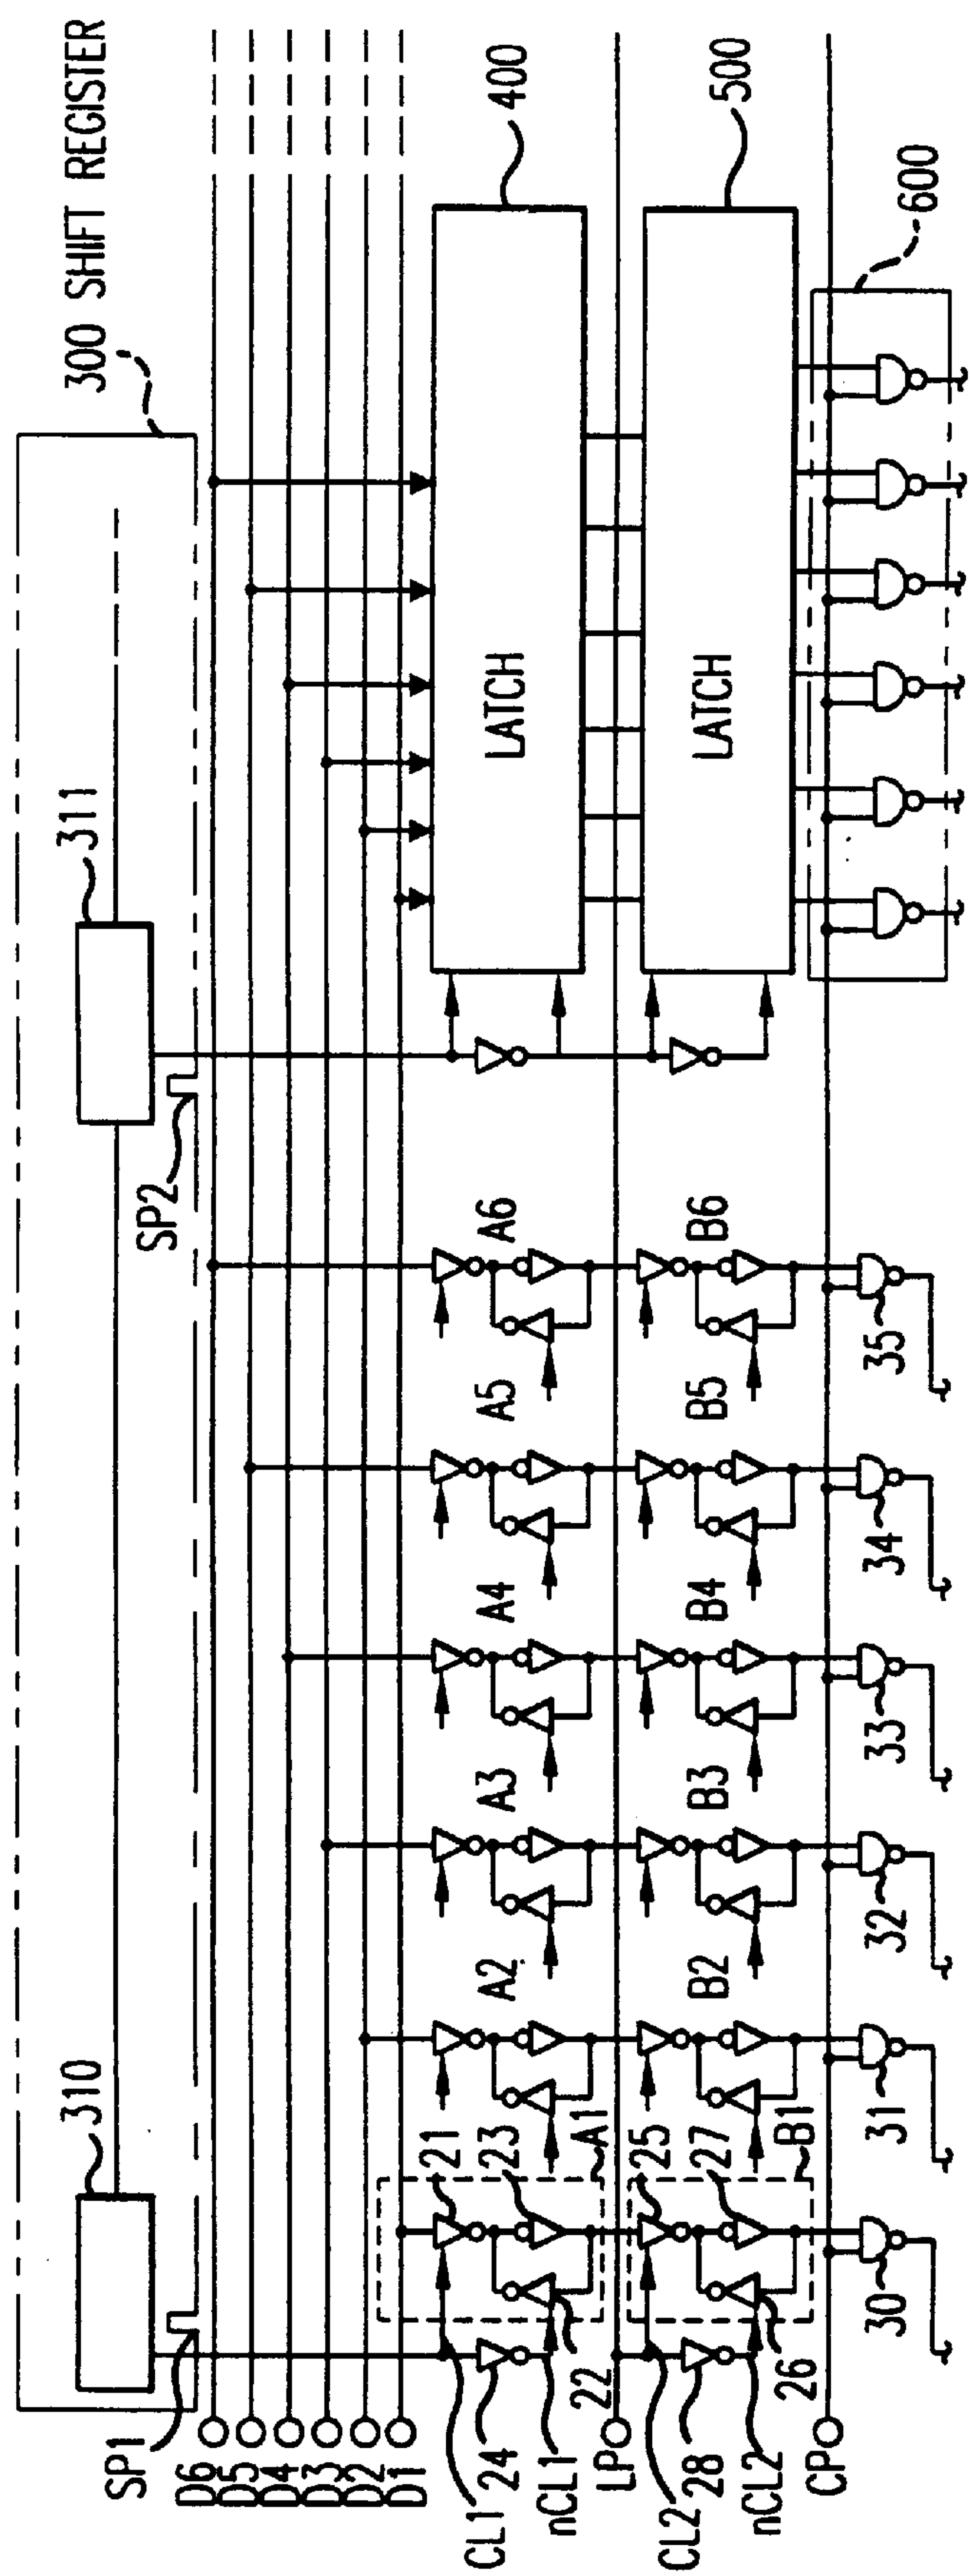 300 SHIFT REGISTER
310
311
SP1
SP2
D6
D5
D4
D3
D2
D1
400
LATCH
500
LATCH
600
CL1
24
nCL1
22
21
23
A1
A2
A3
A4
A5
A6
LP
CL2
28
nCL2
26
25
27
B1
B2
B3
B4
B5
B6
CP
30
31
32
33
34
35